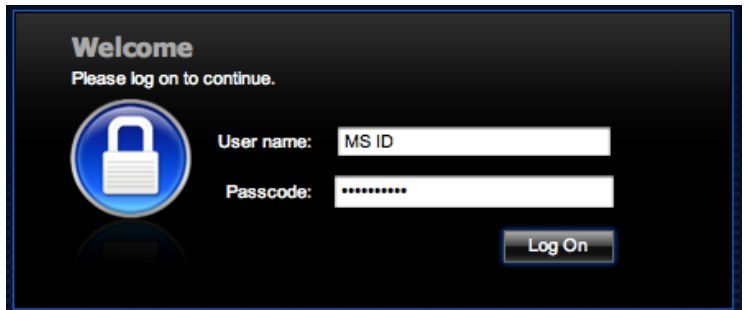 Welcome
Please log on to continue.
User name: MS ID
Passcode: ••••••••••
Log On